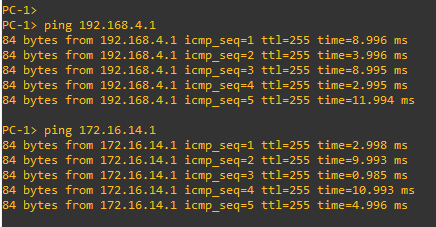 PC-1>
PC-1> ping 192.168.4.1
84 bytes from 192.168.4.1 icmp_seq=1 ttl=255 time=8.996 ms
84 bytes from 192.168.4.1 icmp_seq=2 ttl=255 time=3.996 ms
84 bytes from 192.168.4.1 icmp_seq=3 ttl=255 time=8.995 ms
84 bytes from 192.168.4.1 icmp_seq=4 ttl=255 time=2.995 ms
84 bytes from 192.168.4.1 icmp_seq=5 ttl=255 time=11.994 ms
PC-1> ping 172.16.14.1
84 bytes from 172.16.14.1 icmp_seq=1 ttl=255 time=2.998 ms
84 bytes from 172.16.14.1 icmp_seq=2 ttl=255 time=9.993 ms
84 bytes from 172.16.14.1 icmp_seq=3 ttl=255 time=0.985 ms
84 bytes from 172.16.14.1 icmp_seq=4 ttl=255 time=10.993 ms
84 bytes from 172.16.14.1 icmp_seq=5 ttl=255 time=4.996 ms